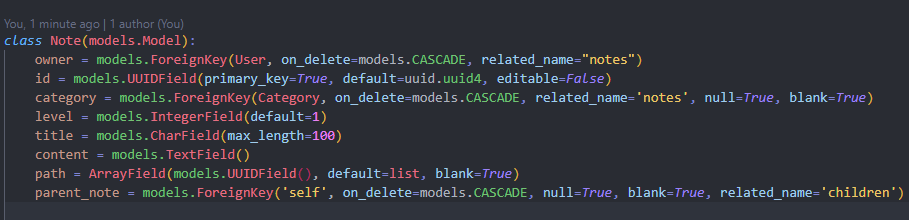 You, 1 minute ago | 1 author (You)
class Note(models.Model):
    owner = models.ForeignKey(User, on_delete=models.CASCADE, related_name="notes")
    id = models.UUIDField(primary_key=True, default=uuid.uuid4, editable=False)
    category = models.ForeignKey(Category, on_delete=models.CASCADE, related_name='notes', null=True, blank=True)
    level = models.IntegerField(default=1)
    title = models.CharField(max_length=100)
    content = models.TextField()
    path = ArrayField(models.UUIDField(), default=list, blank=True)
    parent_note = models.ForeignKey('self', on_delete=models.CASCADE, null=True, blank=True, related_name='children')